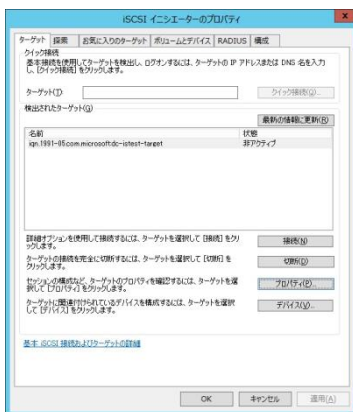 iSCSI イニシエーターのプロパティ
ターゲット 探索 お気に入りのターゲット ボリュームとデバイス RADIUS 構成
クイック接続
基本接続を使用してターゲットを検出し、ログオンするには、ターゲットの IP アドレスまたは DNS 名を入力
し、[クイック接続] をクリックします。
ターゲット(T):
クイック接続(Q)...
検出されたターゲット(G)
最新の情報に更新(R)
名前 状態
iqn.1991-05.com.microsoft:dc-istest-target 非アクティブ
詳細オプションを使用して接続するには、ターゲットを選択して [接続] をクリ
ックします。
接続(N)
ターゲットの接続を完全に切断するには、ターゲットを選択して [切断] を
クリックします。
切断(D)
セッションの構成など、ターゲットのプロパティを確認するには、ターゲットを選
択して [プロパティ] をクリックします。
プロパティ(P)...
ターゲットに関連付けられているデバイスを構成するには、ターゲットを選択
して [デバイス] をクリックします。
デバイス(V)...
基本 iSCSI 接続およびターゲットの詳細
OK キャンセル 適用(A)